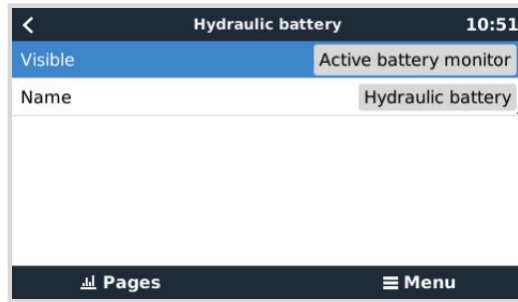 Hydraulic battery 10:51
Visible Active battery monitor
Name Hydraulic battery
Pages Menu